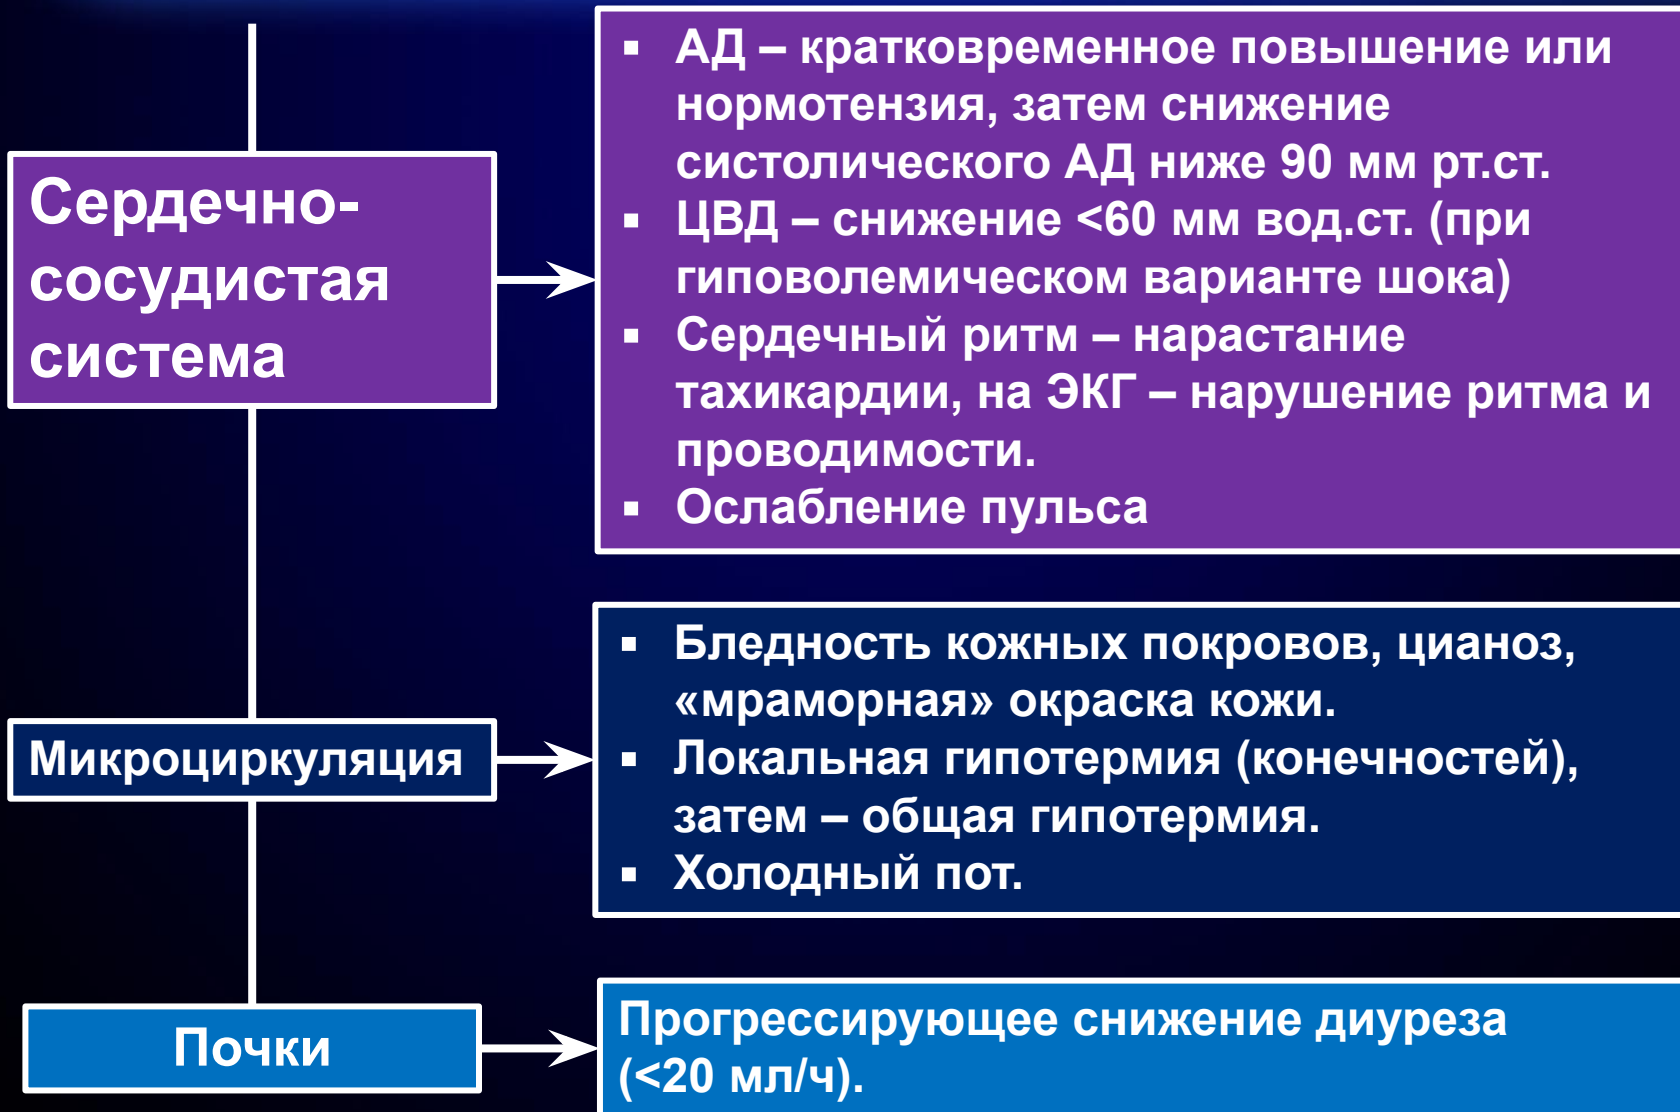 Сердечно-
сосудистая
система
▪ АД – кратковременное повышение или
нормотензия, затем снижение
систолического АД ниже 90 мм рт.ст.
▪ ЦВД – снижение <60 мм вод.ст. (при
гиповолемическом варианте шока)
▪ Сердечный ритм – нарастание
тахикардии, на ЭКГ – нарушение ритма и
проводимости.
▪ Ослабление пульса
Микроциркуляция
▪ Бледность кожных покровов, цианоз,
«мраморная» окраска кожи.
▪ Локальная гипотермия (конечностей),
затем – общая гипотермия.
▪ Холодный пот.
Почки
Прогрессирующее снижение диуреза
(<20 мл/ч).